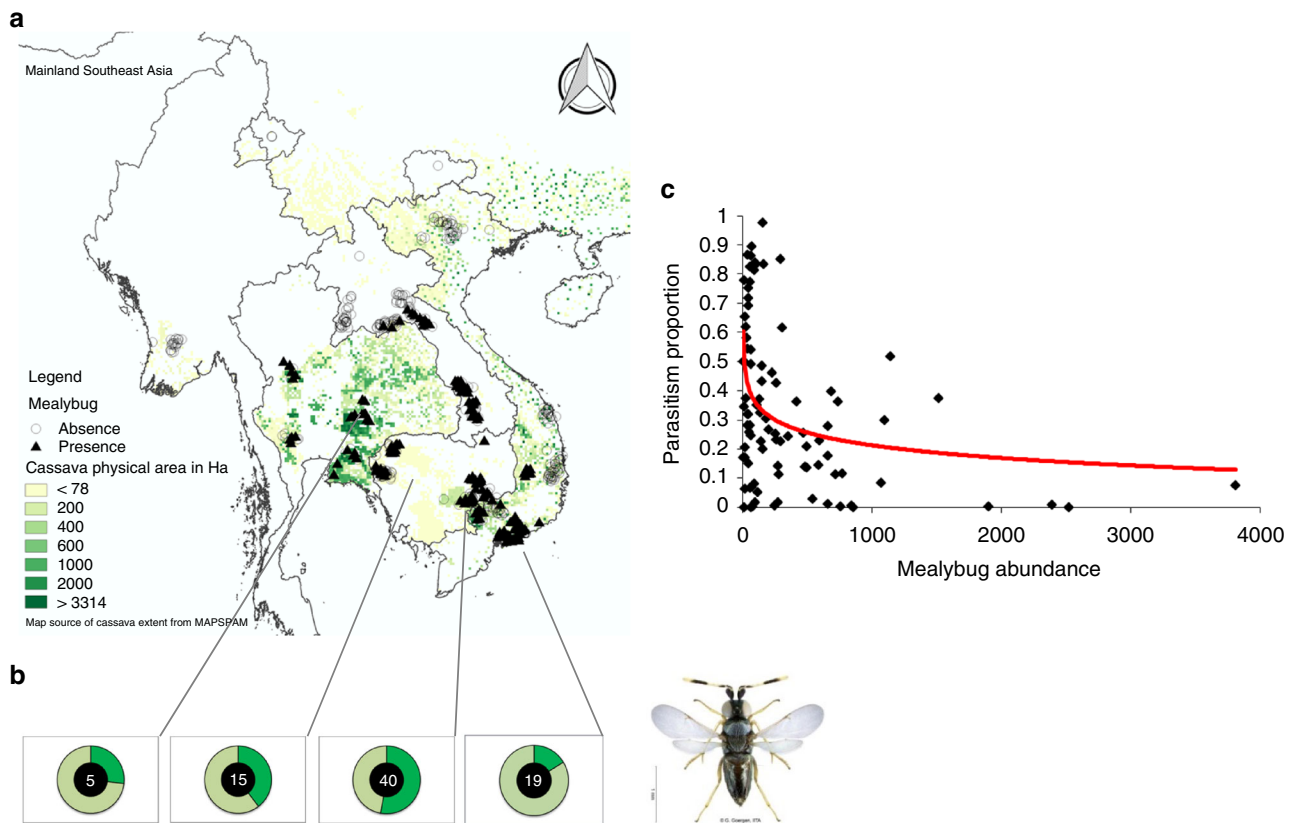 a
Mainland Southeast Asia
Legend
Mealybug
Absence
Presence
Cassava physical area in Ha
< 78
200
400
600
1000
2000
> 3314
Map source of cassava extent from MAPSPAM
b
5
15
40
19
© G. Goergen, IITA
c
Parasitism proportion
1
0.9
0.8
0.7
0.6
0.5
0.4
0.3
0.2
0.1
0
0
1000
2000
3000
4000
Mealybug abundance